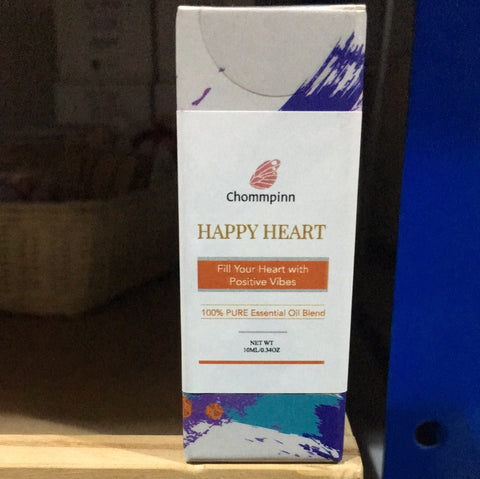 Chommpinn
HAPPY HEART
Fill Your Heart with
Positive Vibes
100% PURE Essential Oil Blend
NET WT
10ML/0.34OZ